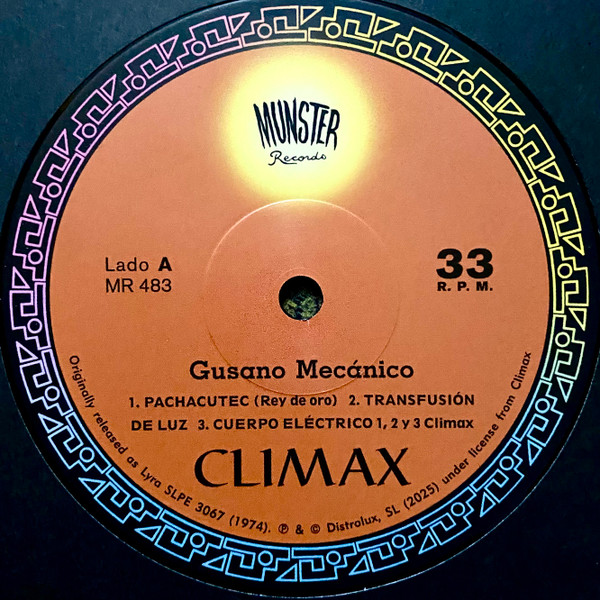 MUNSTER
Records
Lado A
MR 483
33
R. P. M.
Gusano Mecánico
1. PACHACUTEC (Rey de oro) 2. TRANSFUSIÓN
DE LUZ 3. CUERPO ELÉCTRICO 1, 2 y 3 Climax
CLIMAX
Originally released as Lyra SLPE 3067 (1974). ℗ & © Distrolux, SL (2025) under license from Climax